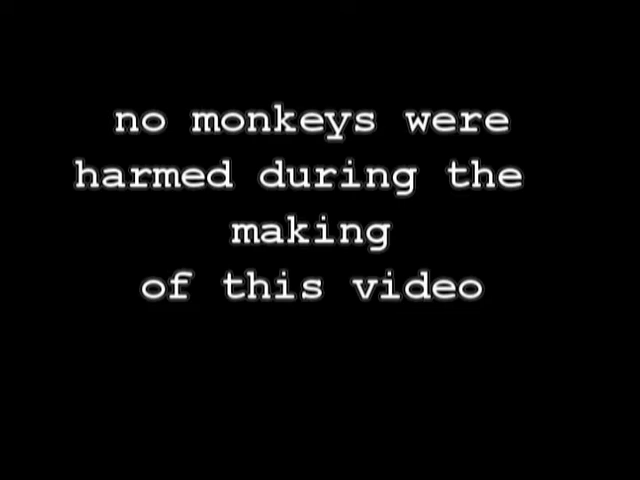 no monkeys were
harmed during the
making
of this video